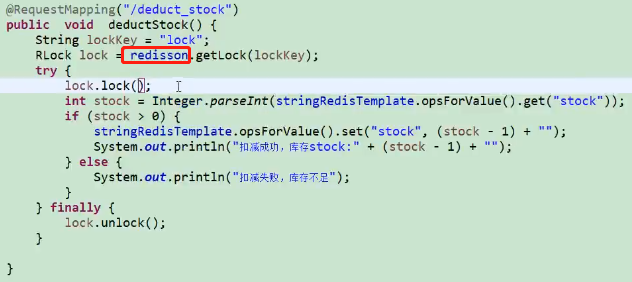 @RequestMapping("/deduct_stock")
public void deductStock() {
String lockKey = "lock";
RLock lock = redisson.getLock(lockKey);
try {
lock.lock();
int stock = Integer.parseInt(stringRedisTemplate.opsForValue().get("stock"));
if (stock > 0) {
stringRedisTemplate.opsForValue().set("stock", (stock - 1) + "");
System.out.println("扣减成功，库存stock:" + (stock - 1) + "");
} else {
System.out.println("扣减失败，库存不足");
}
} finally {
lock.unlock();
}
}